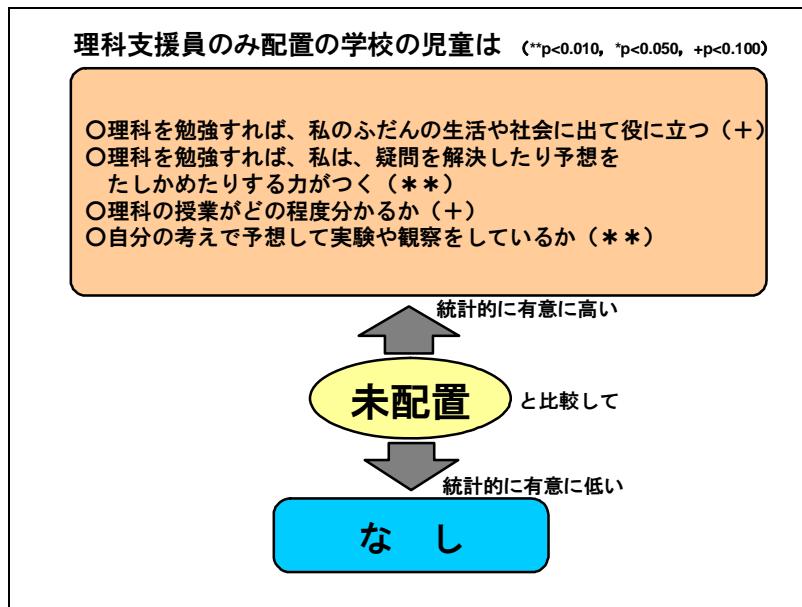 理科支援員のみ配置の学校の児童は （**p<0.010, *p<0.050, +p<0.100）
〇理科を勉強すれば、私のふだんの生活や社会に出て役に立つ（＋）
〇理科を勉強すれば、私は、疑問を解決したり予想を
たしかめたりする力がつく（＊＊）
〇理科の授業がどの程度分かるか（＋）
〇自分の考えで予想して実験や観察をしているか（＊＊）
統計的に有意に高い
未配置 と比較して
統計的に有意に低い
な し